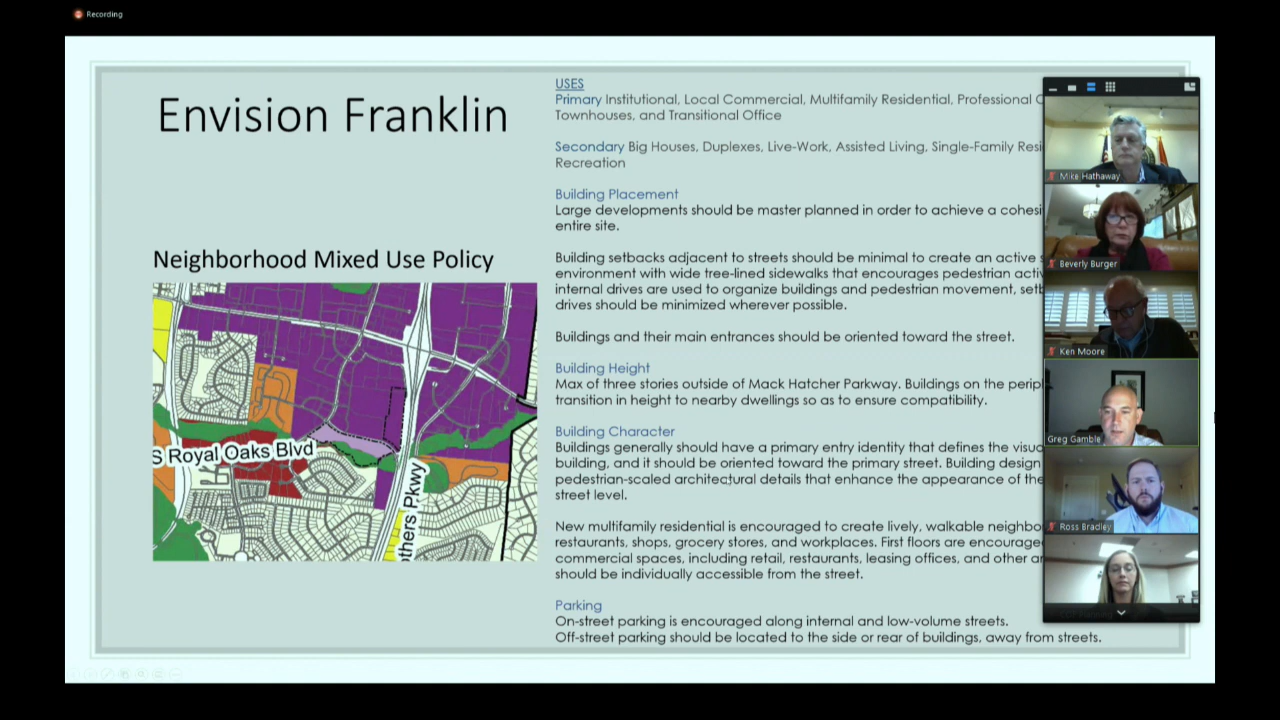 Recording
Envision Franklin
Neighborhood Mixed Use Policy
S Royal Oaks Blvd
thers Pkwy
USES
Primary Institutional, Local Commercial, Multifamily Residential, Professional
Townhouses, and Transitional Office
Secondary Big Houses, Duplexes, Live-Work, Assisted Living, Single-Family Resi
Recreation
Building Placement
Large developments should be master planned in order to achieve a cohesi
entire site.
Building setbacks adjacent to streets should be minimal to create an active
environment with wide tree-lined sidewalks that encourages pedestrian activ
internal drives are used to organize buildings and pedestrian movement, setb
drives should be minimized wherever possible.
Buildings and their main entrances should be oriented toward the street.
Building Height
Max of three stories outside of Mack Hatcher Parkway. Buildings on the perip
transition in height to nearby dwellings so as to ensure compatibility.
Building Character
Buildings generally should have a primary entry identity that defines the visua
building, and it should be oriented toward the primary street. Building design
pedestrian-scaled architectural details that enhance the appearance of the
street level.
New multifamily residential is encouraged to create lively, walkable neighbo
restaurants, shops, grocery stores, and workplaces. First floors are encourage
commercial spaces, including retail, restaurants, leasing offices, and other a
should be individually accessible from the street.
Parking
On-street parking is encouraged along internal and low-volume streets.
Off-street parking should be located to the side or rear of buildings, away from streets.
Mike Hathaway
Beverly Burger
Ken Moore
Greg Gamble
Ross Bradley